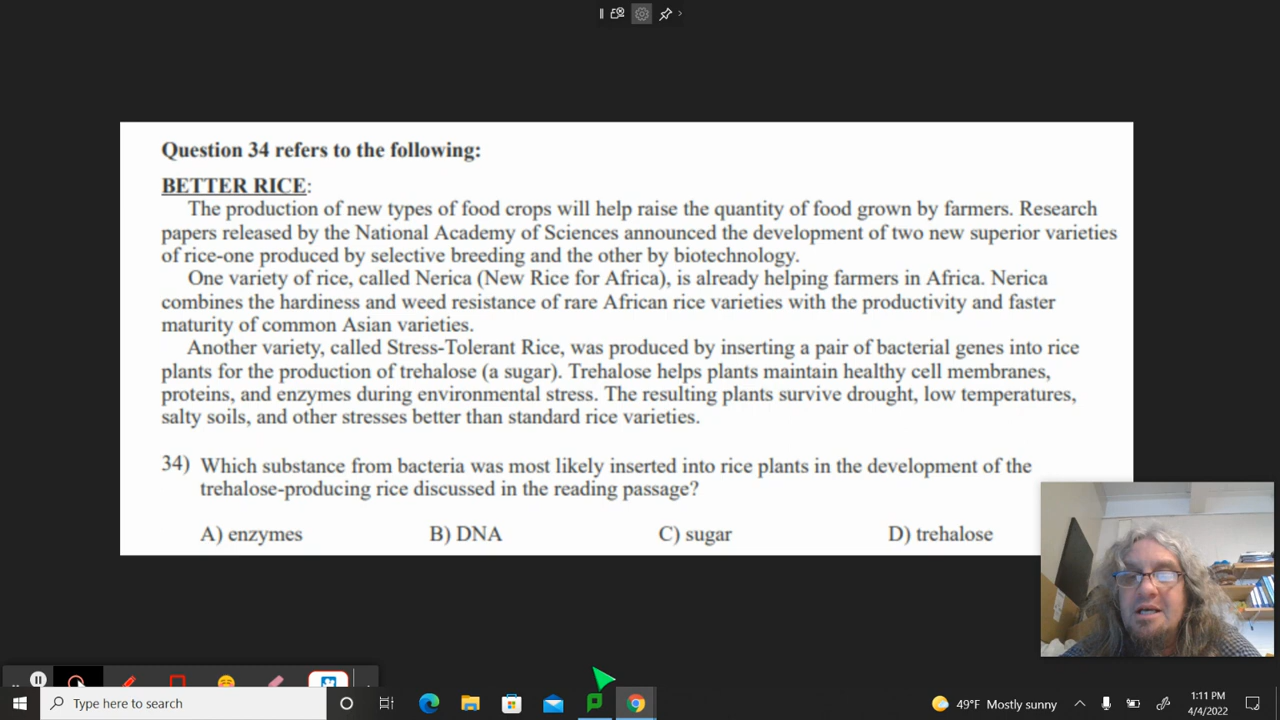 Question 34 refers to the following:
BETTER RICE:
The production of new types of food crops will help raise the quantity of food grown by farmers. Research
papers released by the National Academy of Sciences announced the development of two new superior varieties
of rice-one produced by selective breeding and the other by biotechnology.
One variety of rice, called Nerica (New Rice for Africa), is already helping farmers in Africa. Nerica
combines the hardiness and weed resistance of rare African rice varieties with the productivity and faster
maturity of common Asian varieties.
Another variety, called Stress-Tolerant Rice, was produced by inserting a pair of bacterial genes into rice
plants for the production of trehalose (a sugar). Trehalose helps plants maintain healthy cell membranes,
proteins, and enzymes during environmental stress. The resulting plants survive drought, low temperatures,
salty soils, and other stresses better than standard rice varieties.
34) Which substance from bacteria was most likely inserted into rice plants in the development of the
trehalose-producing rice discussed in the reading passage?
A) enzymes B) DNA C) sugar D) trehalose
Type here to search
49°F Mostly sunny
1:11 PM
4/4/2022